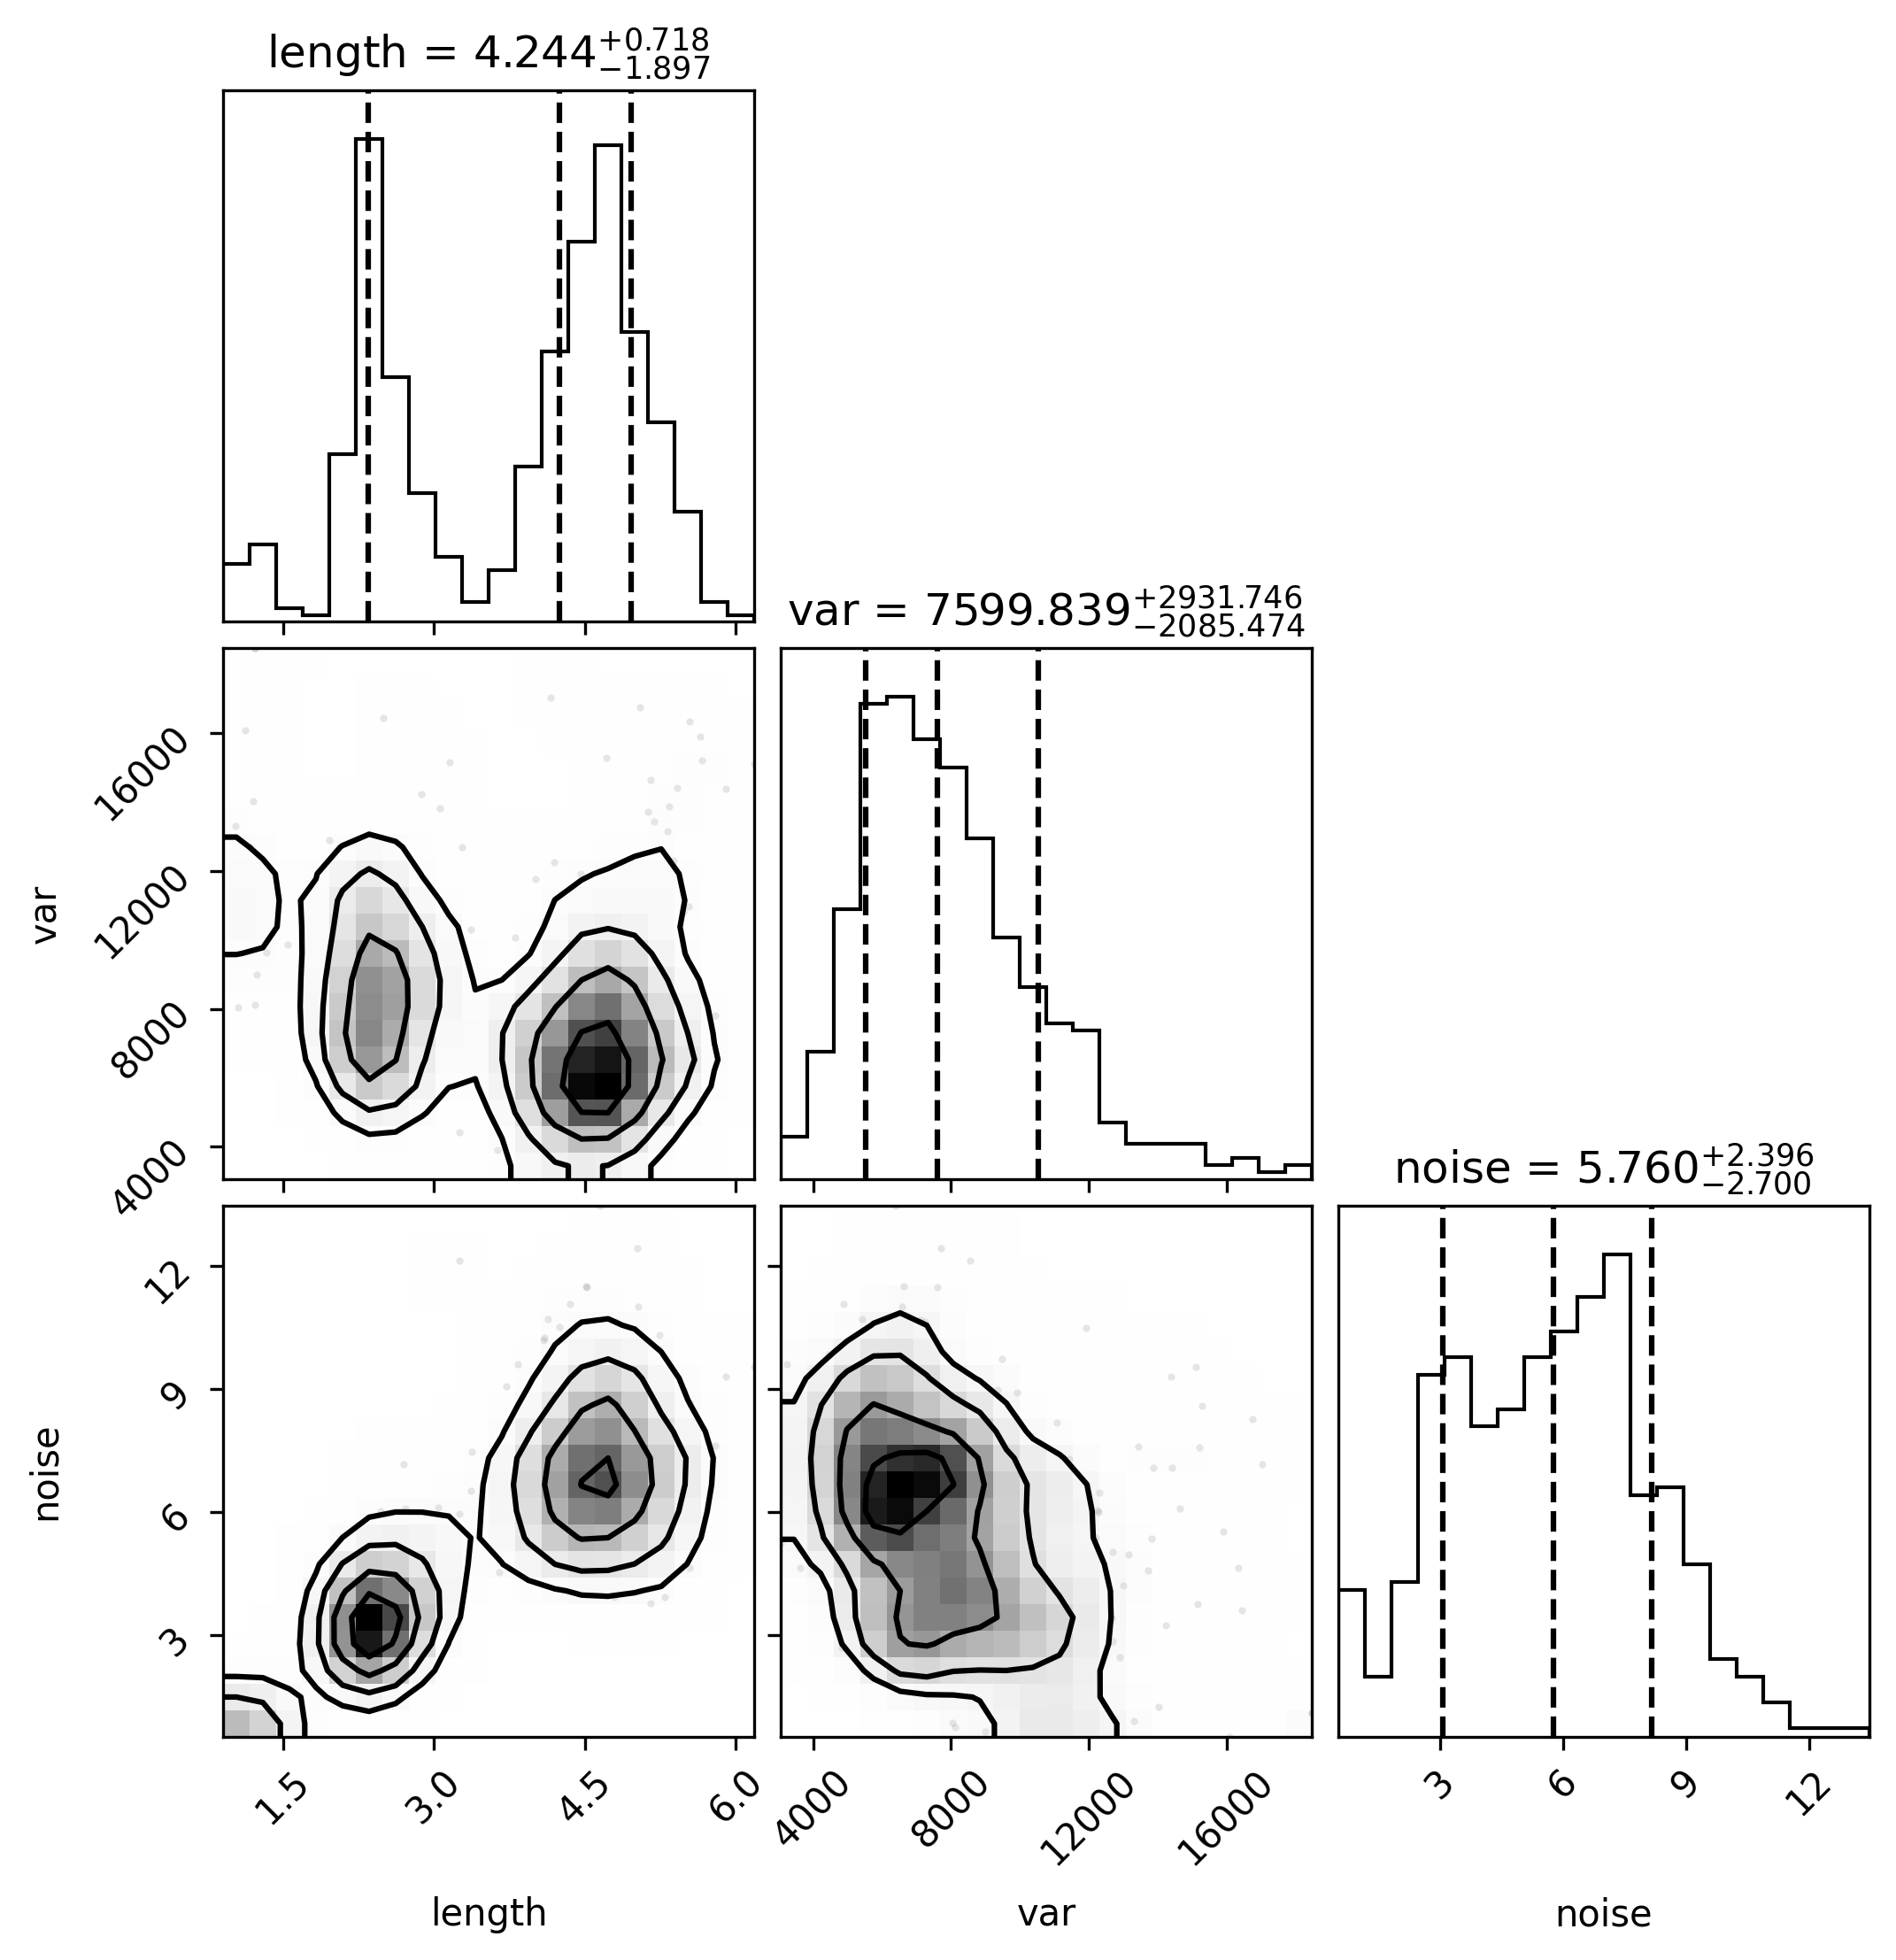 length = 4.244 +0.718 −1.897
var = 7599.839 +2931.746 −2085.474
16000
12000
8000
4000
var
noise = 5.760 +2.396 −2.700
12
9
6
3
noise
1.5 3.0 4.5 6.0 4000 8000 12000 16000 3 6 9 12
length var noise